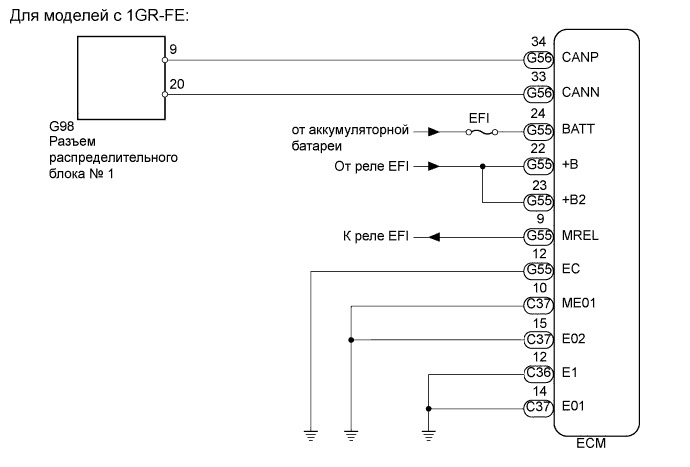 Для моделей с 1GR-FE:
9
20
G98
Разъем
распределительного
блока № 1
34
G56
CANP
33
G56
CANN
от аккумуляторной
батареи
EFI
24
G55
BATT
От реле EFI
22
G55
+B
23
G55
+B2
К реле EFI
9
G55
MREL
12
G55
EC
10
C37
ME01
15
C37
E02
12
C36
E1
14
C37
E01
ECM